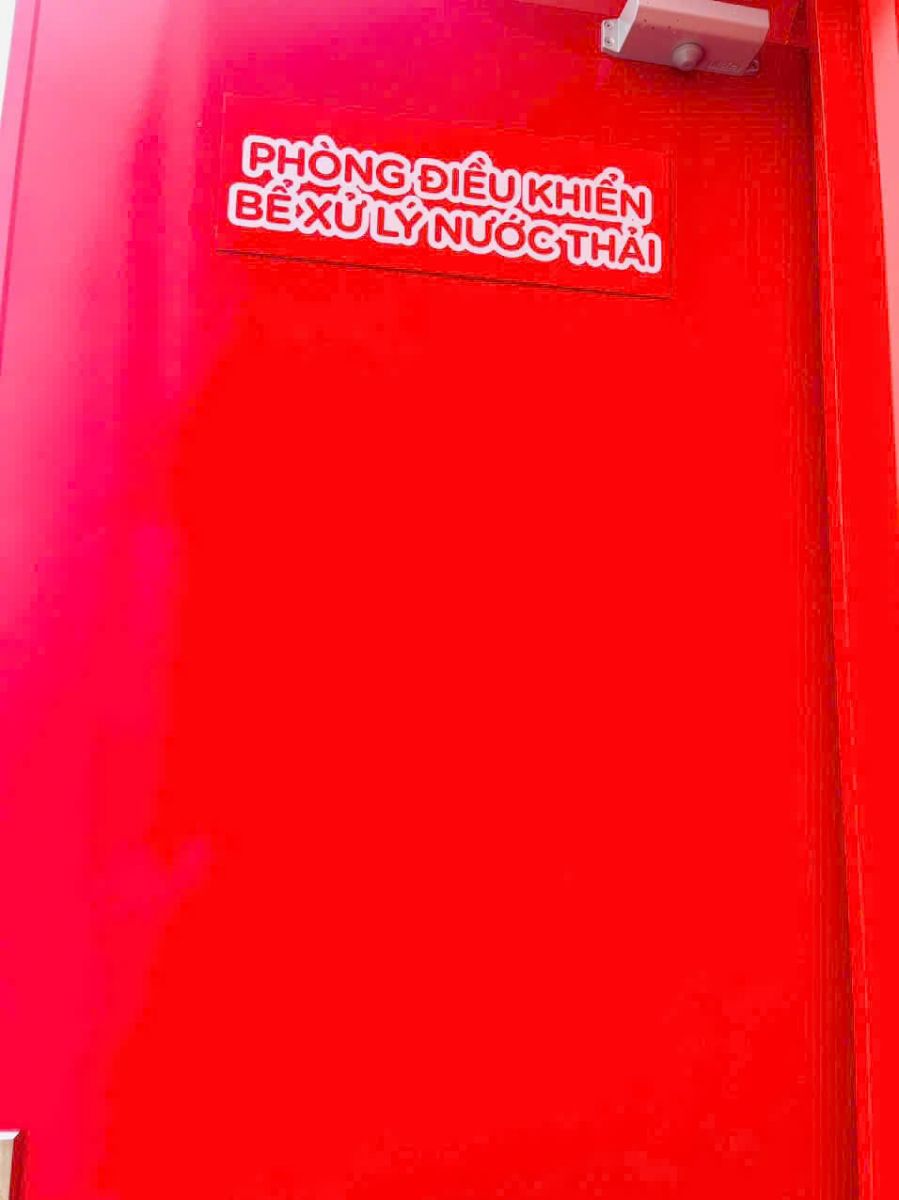 PHÒNG ĐIỀU KHIỂN
BỂ XỬ LÝ NƯỚC THẢI